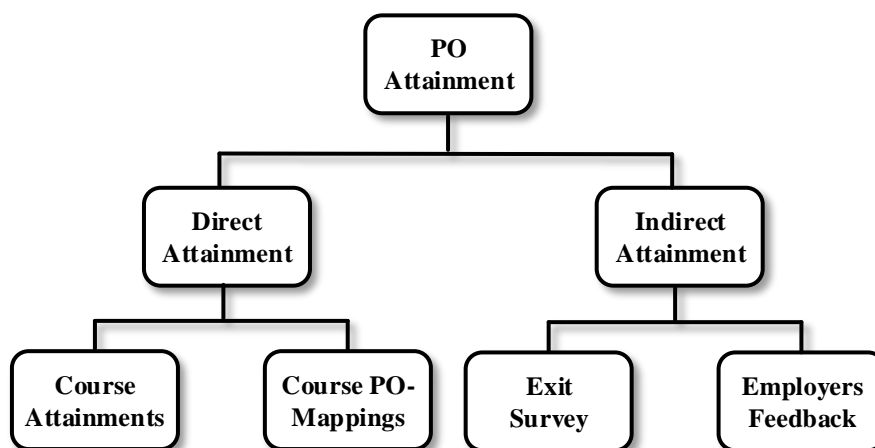 PO
Attainment
Direct
Attainment
Indirect
Attainment
Course
Attainments
Course PO-
Mappings
Exit
Survey
Employers
Feedback